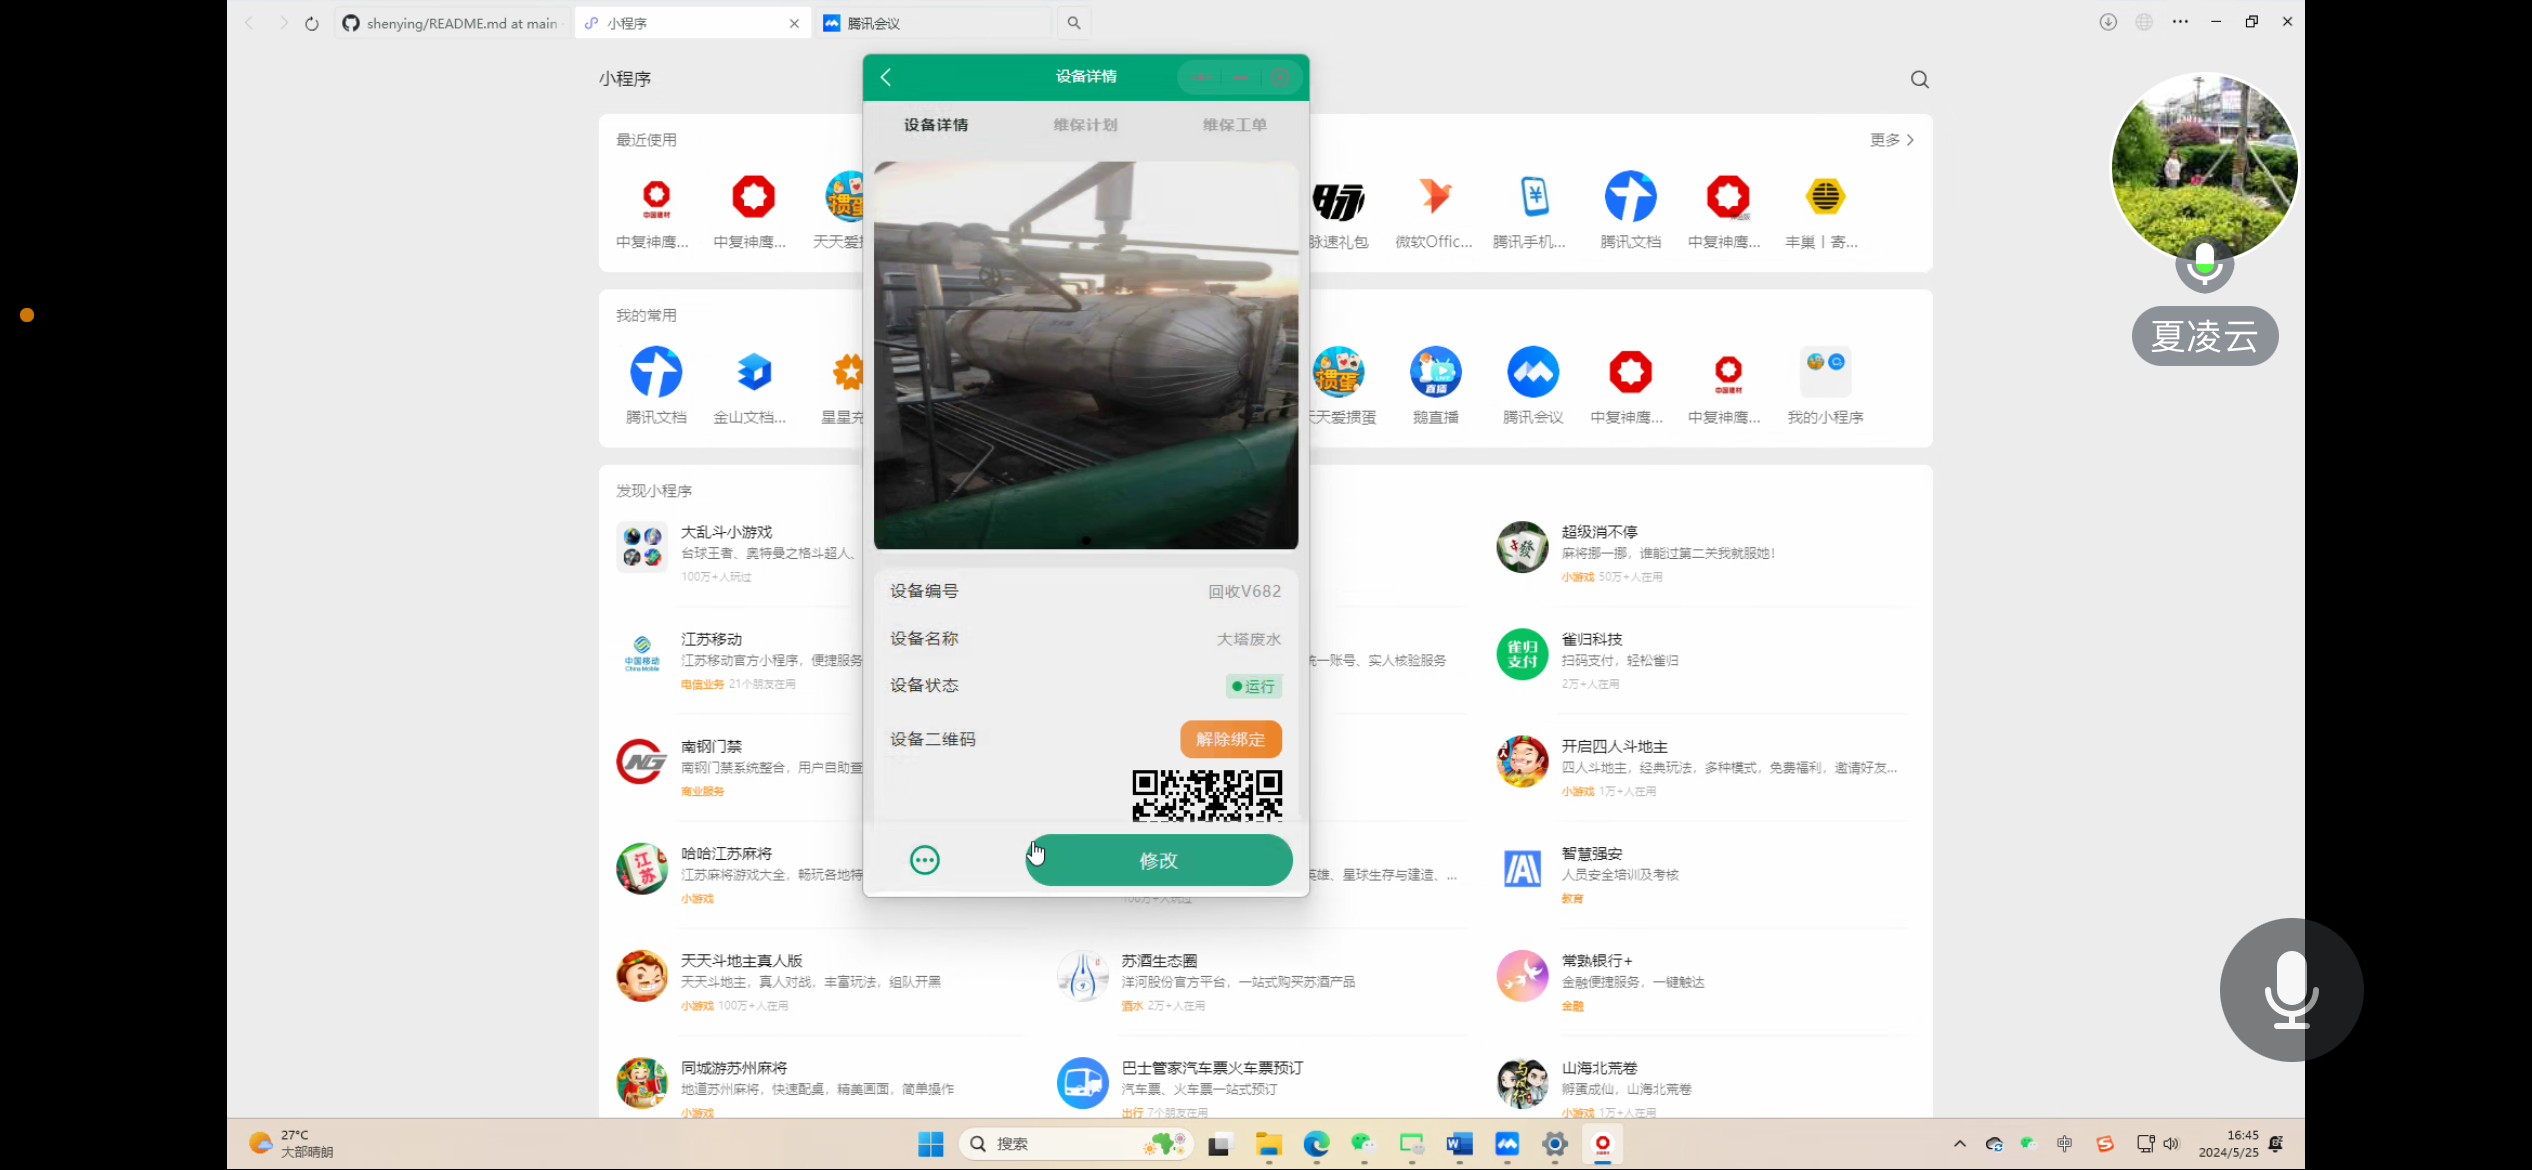 shenying/README.md at main
小程序
腾讯会议
小程序
设备详情
设备详情
维保计划
维保工单
最近使用
更多
中复神鹰...
中复神鹰...
天天爱
脉速礼包
微软Offic...
腾讯手机...
腾讯文档
中复神鹰...
丰巢丨寄...
夏凌云
我的常用
腾讯文档
金山文档...
星星充
天天爱掼蛋
鹅直播
腾讯会议
中复神鹰...
中复神鹰...
我的小程序
发现小程序
大乱斗小游戏
台球王者、奥特曼之格斗超人、
100万+人玩过
超级消不停
麻将挪一挪，谁能过第二关我就服她！
小游戏 50万+人在用
设备编号
回收V682
设备名称
大塔废水
设备状态
运行
设备二维码
解除绑定
修改
江苏移动
江苏移动官方小程序，便捷服务
电信业务 21个朋友在用
统一账号、实人核验服务
雀归科技
扫码支付，轻松雀归
2万+人在用
南钢门禁
南钢门禁系统整合，用户自助查
商业服务
开启四人斗地主
四人斗地主，经典玩法，多种模式，免费福利，邀请好友...
小游戏 1万+人在用
哈哈江苏麻将
江苏麻将游戏大全，畅玩各地特
小游戏
英雄、星球生存与建造、...
100万+人玩过
智慧强安
人员安全培训及考核
教育
天天斗地主真人版
天天斗地主，真人对战，丰富玩法，组队开黑
小游戏 100万+人在用
苏酒生态圈
洋河股份官方平台，一站式购买苏酒产品
酒水 2万+人在用
常熟银行+
金融便捷服务，一键触达
金融
同城游苏州麻将
地道苏州麻将，快速配桌，精美画面，简单操作
小游戏
巴士管家汽车票火车票预订
汽车票、火车票一站式预订
出行 7个朋友在用
山海北荒卷
孵蛋成仙，山海北荒卷
小游戏 1万+人在用
27°C
大部晴朗
搜索
中
16:45
2024/5/25